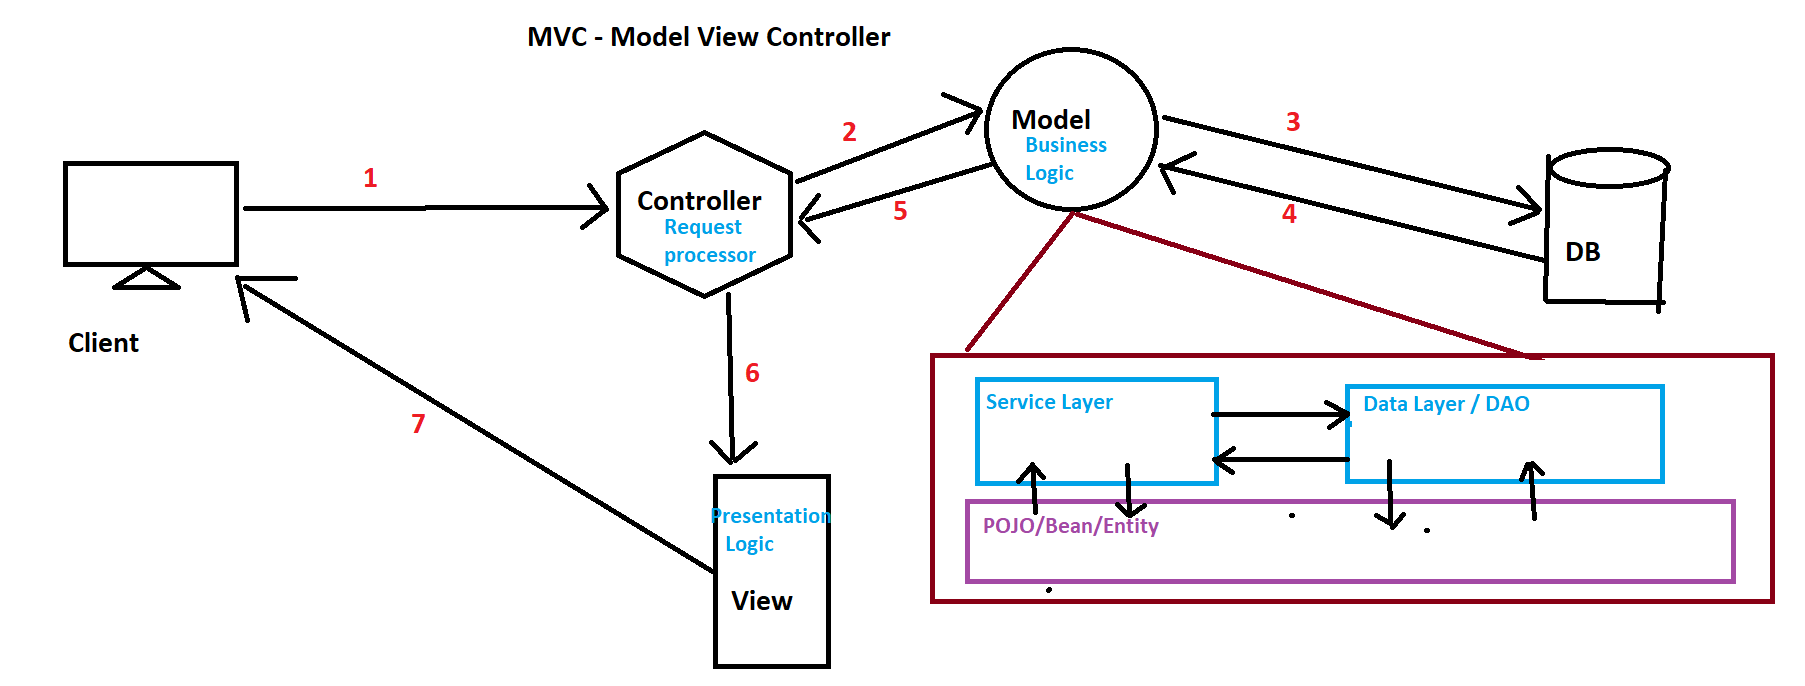 MVC - Model View Controller
Client
1
Controller
Request
processor
2
5
Model
Business
Logic
3
4
DB
6
7
Presentation
Logic
View
Service Layer
Data Layer / DAO
POJO/Bean/Entity